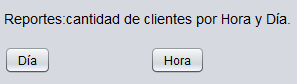 Reportes:cantidad de clientes por Hora y Día.
Día Hora